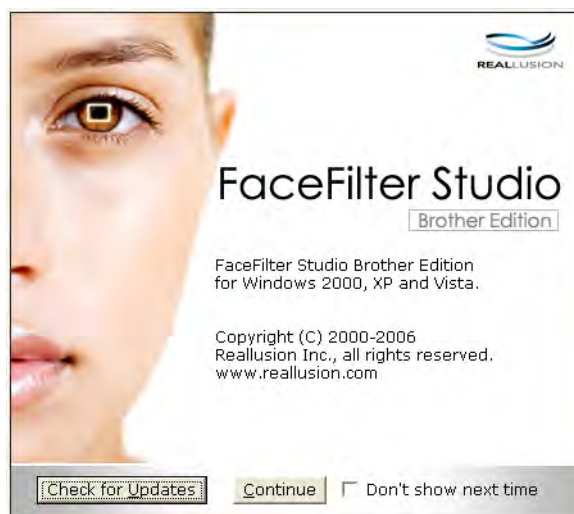 REALLUSION
FaceFilter Studio
Brother Edition
FaceFilter Studio Brother Edition
for Windows 2000, XP and Vista.
Copyright (C) 2000-2006
Reallusion Inc., all rights reserved.
www.reallusion.com
Check for Updates
Continue
Don't show next time